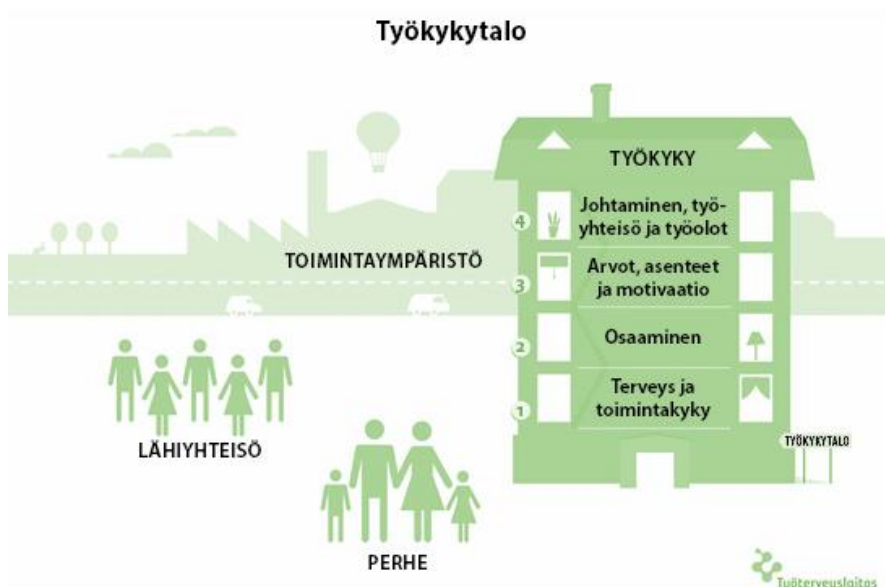 Työkykytalo
TYÖKYKY
4
Johtaminen, työ-
yhteisö ja työolot
TOIMINTAYMPÄRISTÖ
3
Arvot, asenteet
ja motivaatio
2
Osaaminen
1
Terveys ja
toimintakyky
TYÖKYKYTALO
LÄHIYHTEISÖ
PERHE
Työterveyslaitos